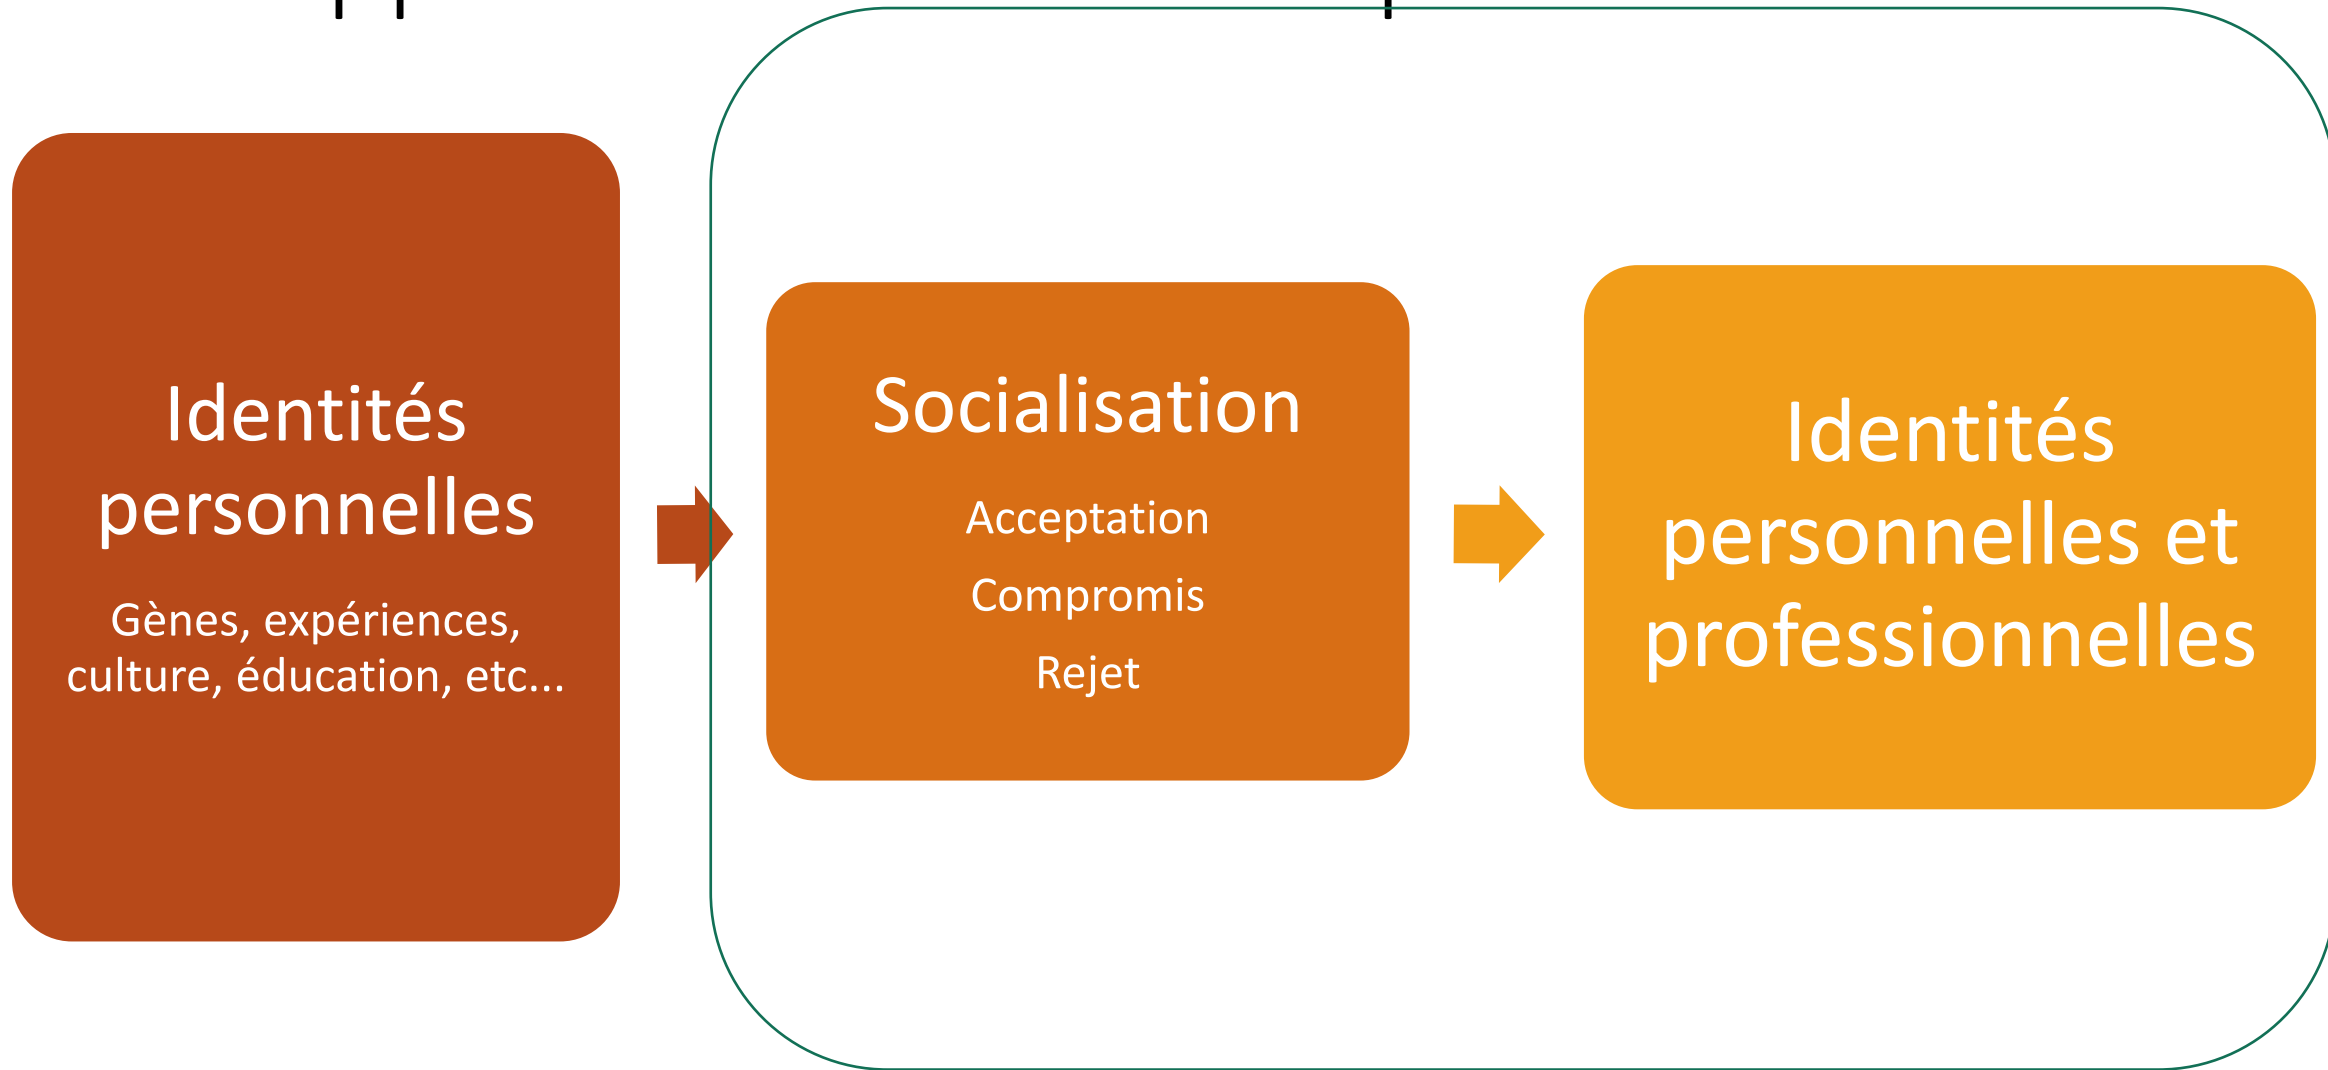 Identités
personnelles
Gènes, expériences,
culture, éducation, etc...
Socialisation
Acceptation
Compromis
Rejet
Identités
personnelles et
professionnelles